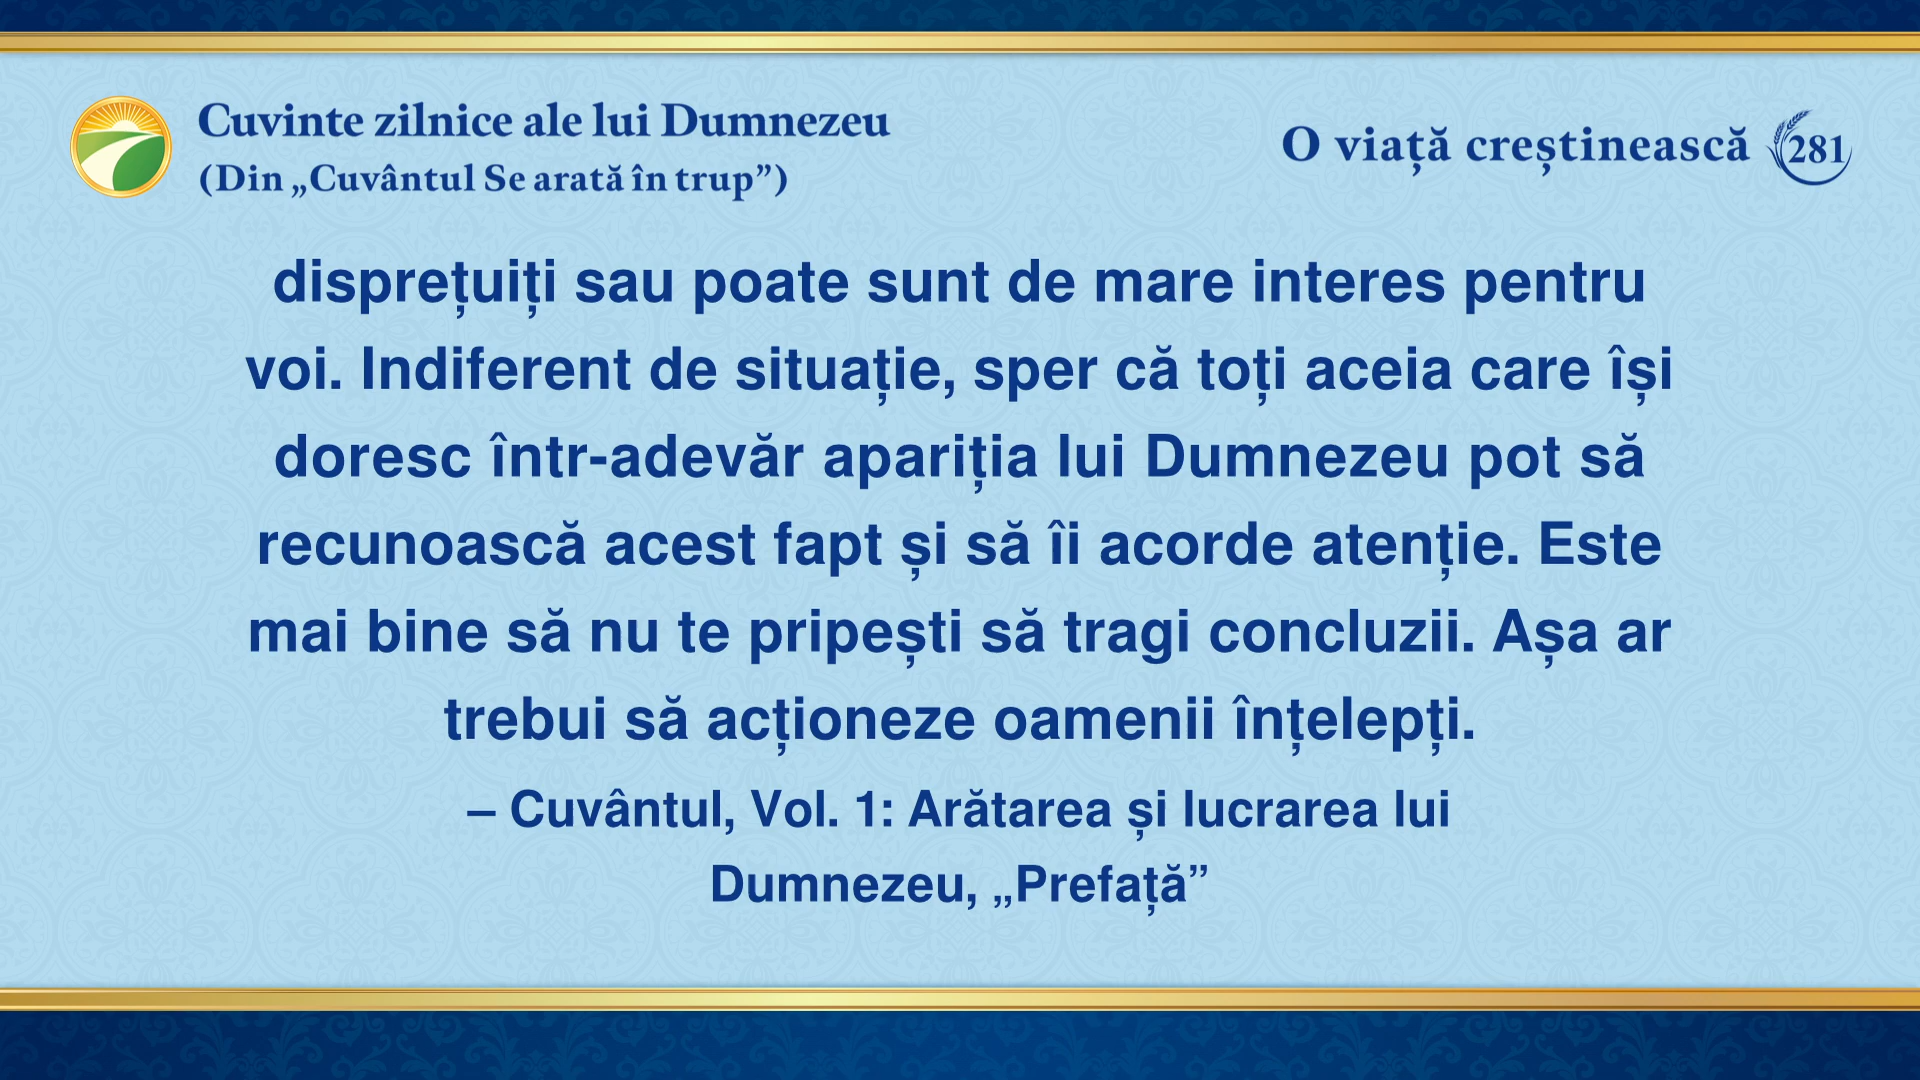 Cuvinte zilnice ale lui Dumnezeu
(Din „Cuvântul Se arată în trup”)
O viață creștinească 281
disprețuiți sau poate sunt de mare interes pentru
voi. Indiferent de situație, sper că toți aceia care își
doresc într-adevăr apariția lui Dumnezeu pot să
recunoască acest fapt și să îi acorde atenție. Este
mai bine să nu te pripești să tragi concluzii. Așa ar
trebui să acționeze oamenii înțelepți.
– Cuvântul, Vol. 1: Arătarea și lucrarea lui
Dumnezeu, „Prefață”